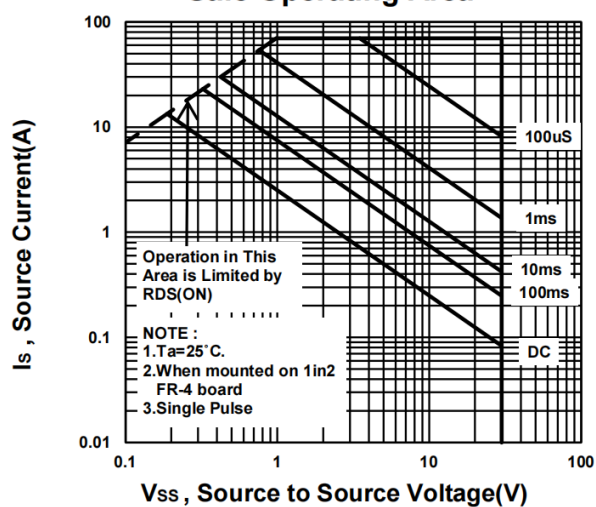 Safe Operating Area
100
10
1
0.1
0.01
Is , Source Current(A)
100uS
1ms
10ms
100ms
DC
Operation in This
Area is Limited by
RDS(ON)
NOTE :
1.Ta=25°C.
2.When mounted on 1in2
FR-4 board
3.Single Pulse
0.1
1
10
100
VSS , Source to Source Voltage(V)